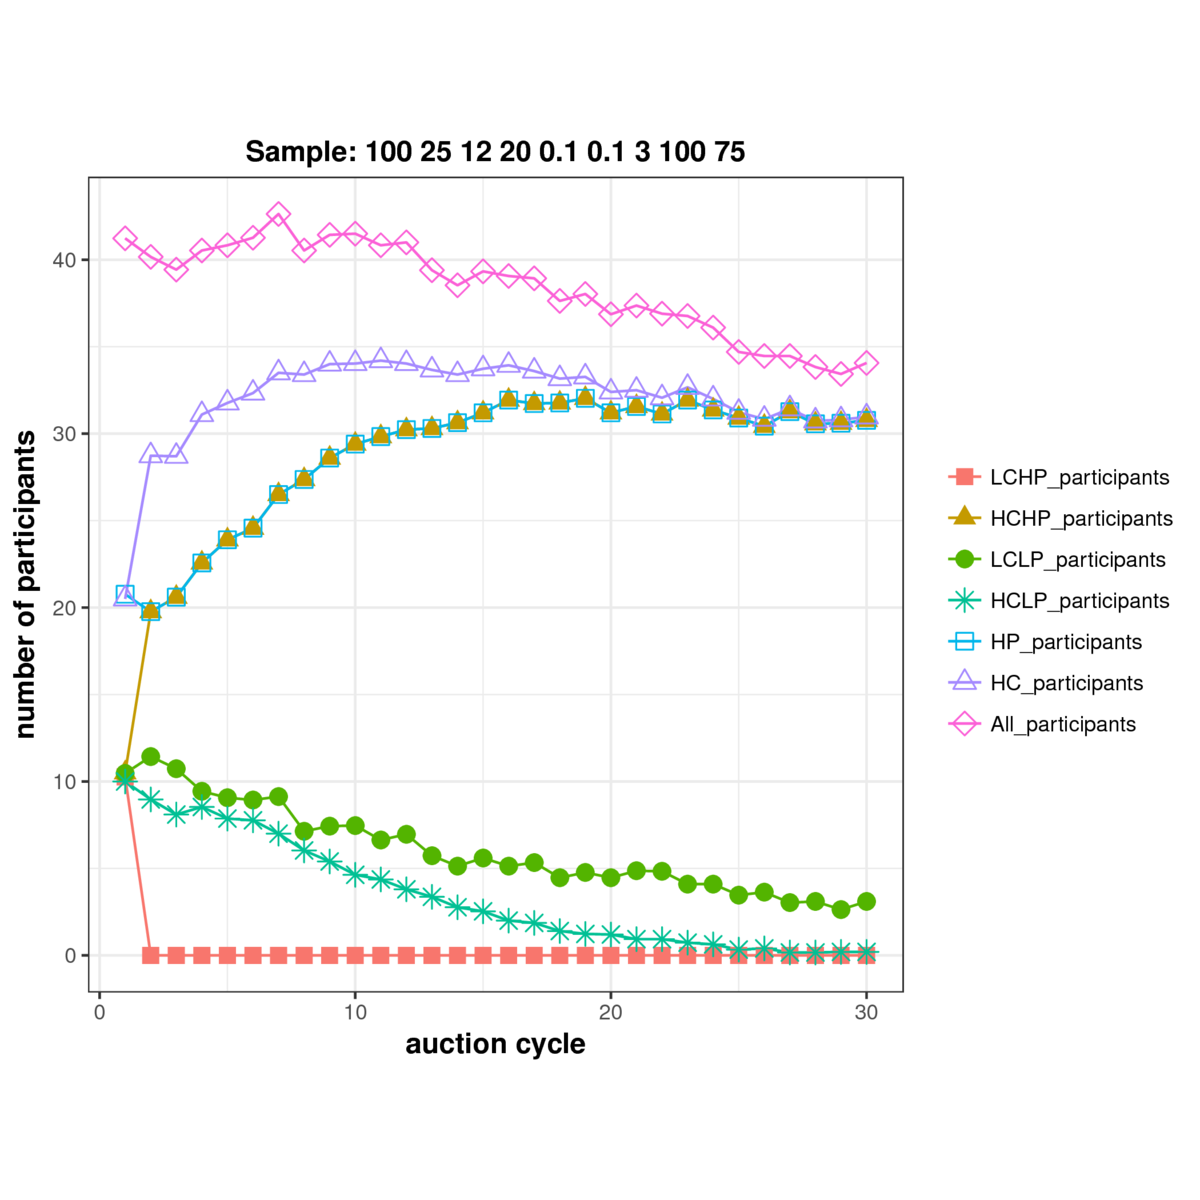 Sample: 100 25 12 20 0.1 0.1 3 100 75
number of participants
40
30
20
10
0
0 10 20 30
auction cycle
LCHP_participants
HCHP_participants
LCLP_participants
HCLP_participants
HP_participants
HC_participants
All_participants